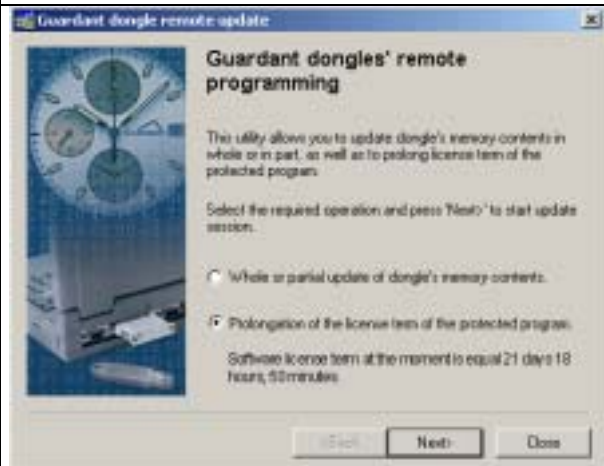 Guardant dongle remote update
Guardant dongles' remote
programming
This utility allows you to update dongle's memory contents in
whole or in part, as well as to prolong license term of the
protected program.
Select the required operation and press 'Next>' to start update
session.
Whole or partial update of dongle's memory contents.
Prolongation of the license term of the protected program.
Software license term at the moment is equal 21 days 18
hours, 50 minutes
<Back
Next>
Close